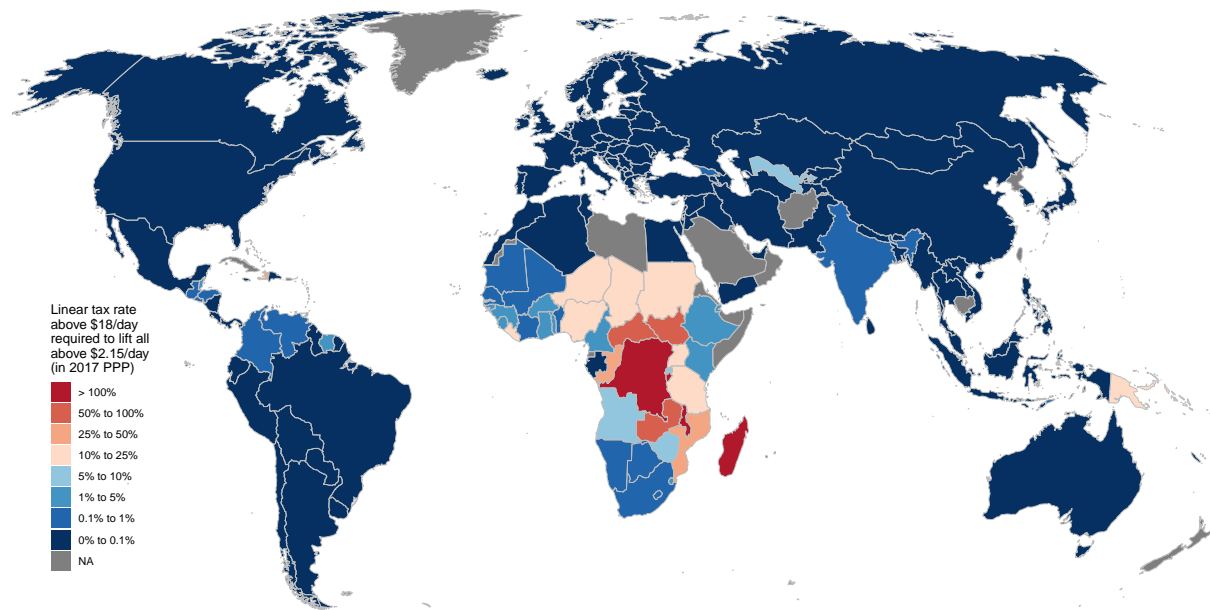 Linear tax rate
above $18/day
required to lift all
above $2.15/day
(in 2017 PPP)
> 100%
50% to 100%
25% to 50%
10% to 25%
5% to 10%
1% to 5%
0.1% to 1%
0% to 0.1%
NA